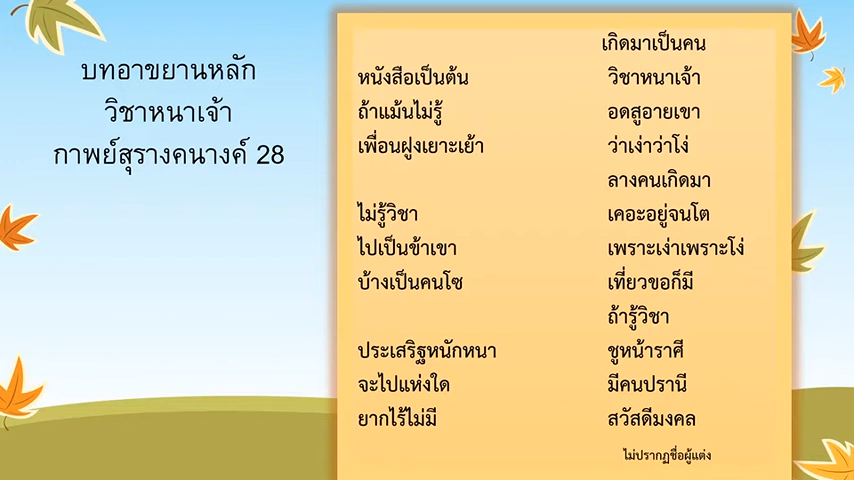 บทอาขยานหลัก
วิชาหนาเจ้า
กาพย์สุรางคนางค์ 28
เกิดมาเป็นคน
หนังสือเป็นต้น วิชาหนาเจ้า
ถ้าแม้นไม่รู้ อดสูอายเขา
เพื่อนฝูงเยาะเย้า ว่าเง่าว่าโง่
ลางคนเกิดมา
ไม่รู้วิชา เคอะอยู่จนโต
ไปเป็นข้าเขา เพราะเง่าเพราะโง่
บ้างเป็นคนโซ เที่ยวขอก็มี
ถ้ารู้วิชา
ประเสริฐหนักหนา ชูหน้าราศี
จะไปแห่งใด มีคนปรานี
ยากไร้ไม่มี สวัสดีมงคล
ไม่ปรากฏชื่อผู้แต่ง